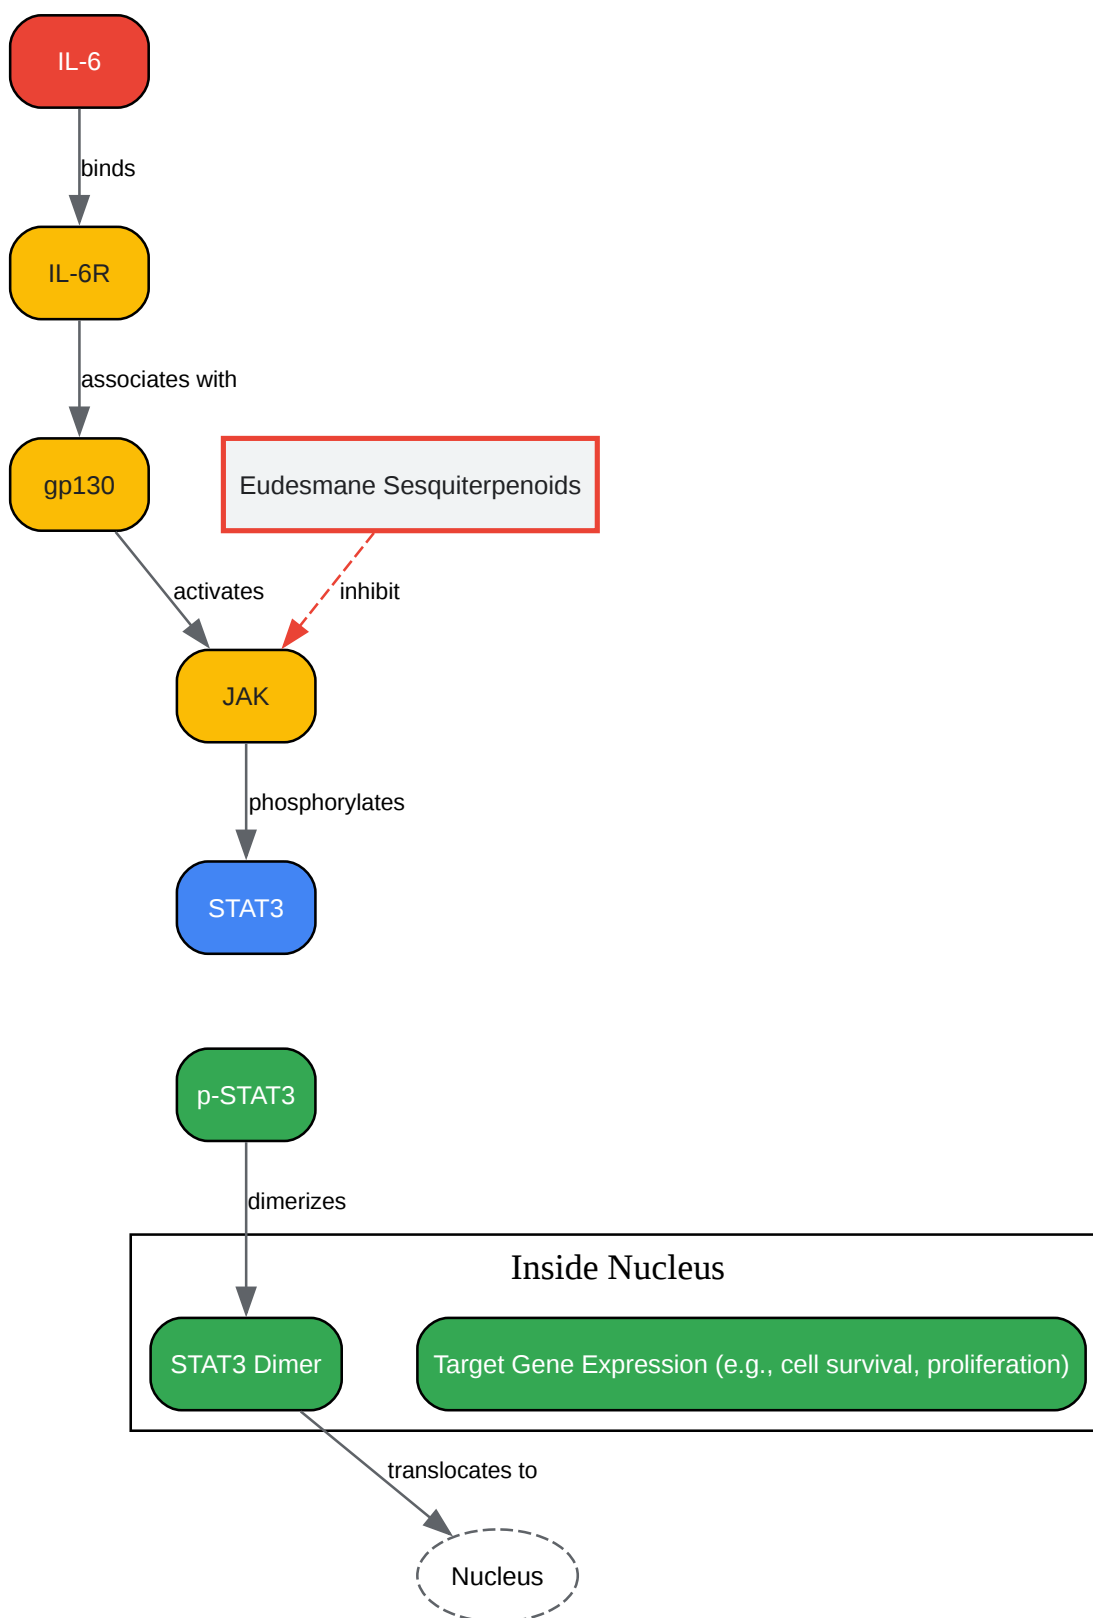 IL-6
binds
IL-6R
associates with
gp130
Eudesmane Sesquiterpenoids
activates
inhibit
JAK
phosphorylates
STAT3
p-STAT3
dimerizes
Inside Nucleus
STAT3 Dimer
Target Gene Expression (e.g., cell survival, proliferation)
translocates to
Nucleus